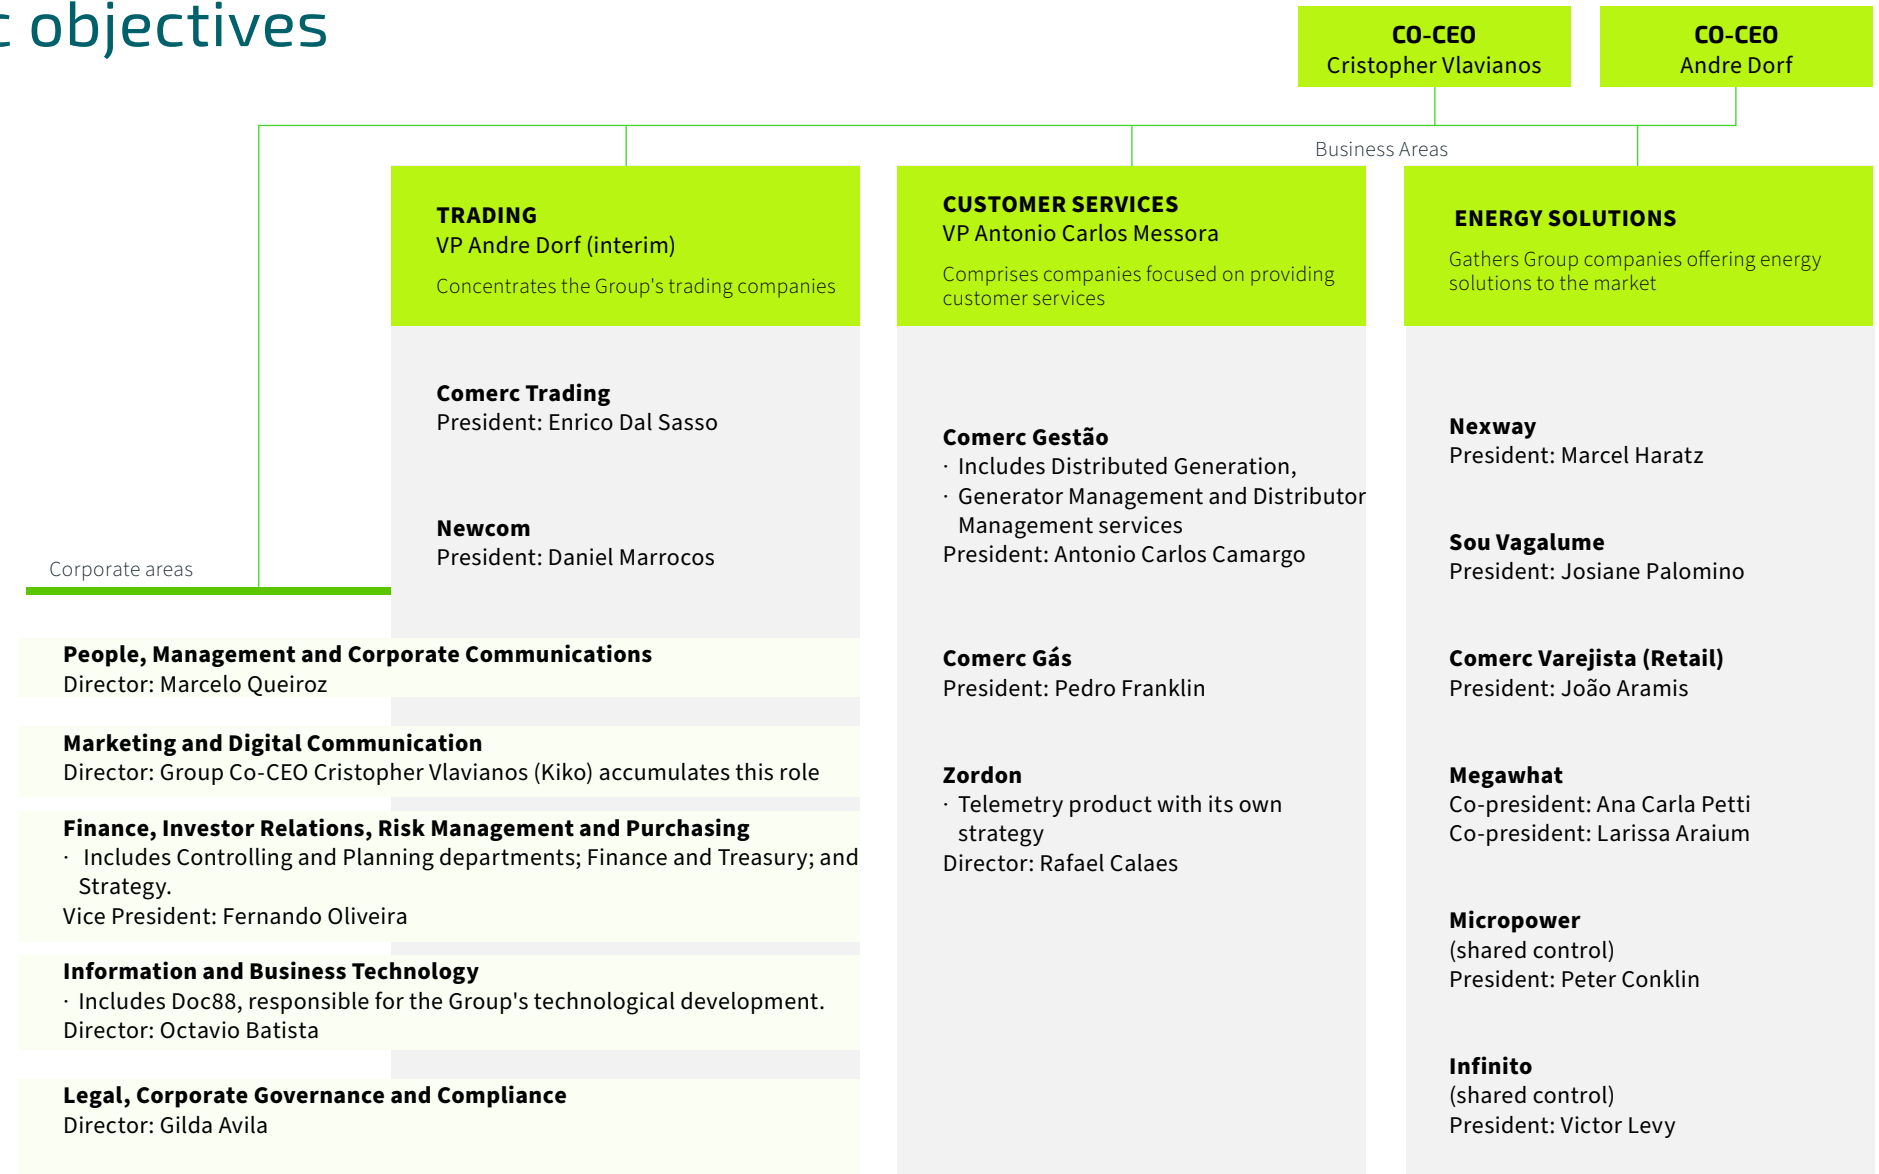 c objectives
CO-CEO
Cristopher Vlavianos
CO-CEO
Andre Dorf
Business Areas
TRADING
VP Andre Dorf (interim)
Concentrates the Group's trading companies
CUSTOMER SERVICES
VP Antonio Carlos Messora
Comprises companies focused on providing
customer services
ENERGY SOLUTIONS
Gathers Group companies offering energy
solutions to the market
Comerc Trading
President: Enrico Dal Sasso
Newcom
President: Daniel Marrocos
Comerc Gestão
· Includes Distributed Generation,
· Generator Management and Distributor
Management services
President: Antonio Carlos Camargo
Comerc Gás
President: Pedro Franklin
Zordon
· Telemetry product with its own
strategy
Director: Rafael Calaes
Nexway
President: Marcel Haratz
Sou Vagalume
President: Josiane Palomino
Comerc Varejista (Retail)
President: João Aramis
Megawhat
Co-president: Ana Carla Petti
Co-president: Larissa Araium
Micropower
(shared control)
President: Peter Conklin
Infinito
(shared control)
President: Victor Levy
Corporate areas
People, Management and Corporate Communications
Director: Marcelo Queiroz
Marketing and Digital Communication
Director: Group Co-CEO Cristopher Vlavianos (Kiko) accumulates this role
Finance, Investor Relations, Risk Management and Purchasing
· Includes Controlling and Planning departments; Finance and Treasury; and
Strategy.
Vice President: Fernando Oliveira
Information and Business Technology
· Includes Doc88, responsible for the Group's technological development.
Director: Octavio Batista
Legal, Corporate Governance and Compliance
Director: Gilda Avila